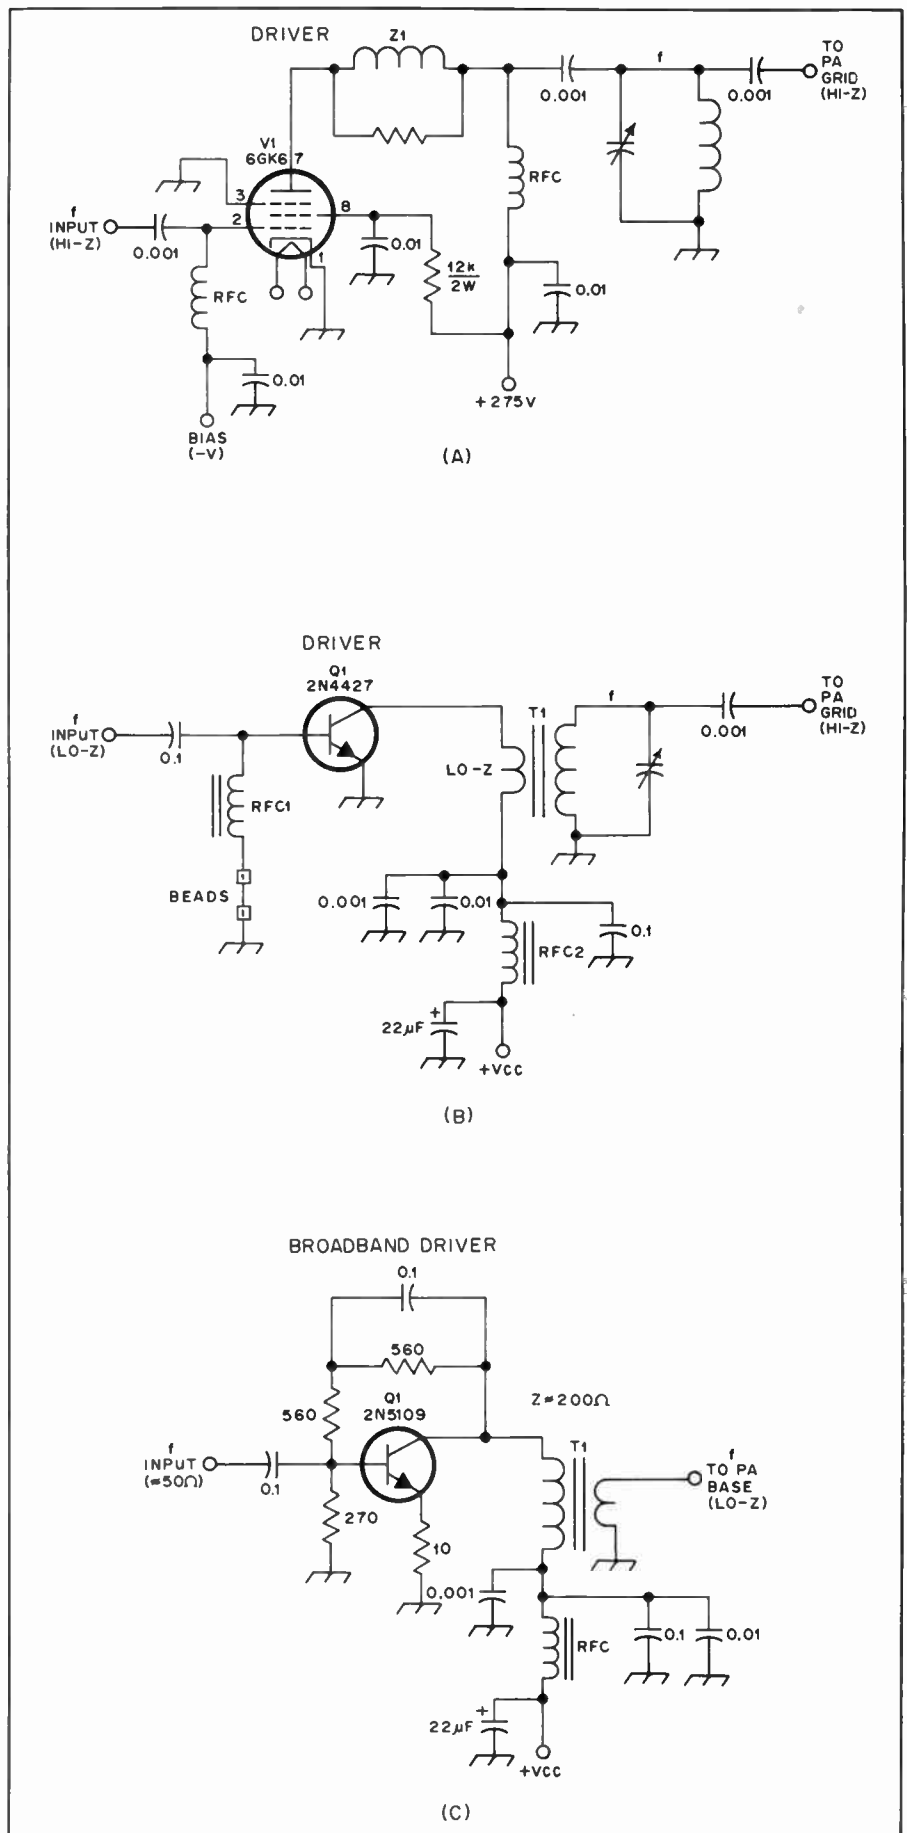 DRIVER
Z1
TO
PA
GRID
(HI-Z)
f
0.001
0.001
V1
6GK6
7
RFC
3
8
f
INPUT
(HI-Z)
2
0.001
1
0.01
12k
2W
RFC
0.01
0.01
+275V
BIAS
(-V)
(A)
DRIVER
Q1
2N4427
TO
PA
GRID
(HI-Z)
f
f
INPUT
(LO-Z)
T1
0.001
0.1
LO-Z
RFC1
BEADS
0.001
0.01
0.1
RFC2
+
22µF
+VCC
(B)
BROADBAND DRIVER
0.1
560
Q1
2N5109
Z≈200Ω
560
T1
f
INPUT
(≈50Ω)
f
TO PA
BASE
(LO-Z)
0.1
270
10
0.001
0.1
0.01
RFC
+
22µF
+VCC
(C)